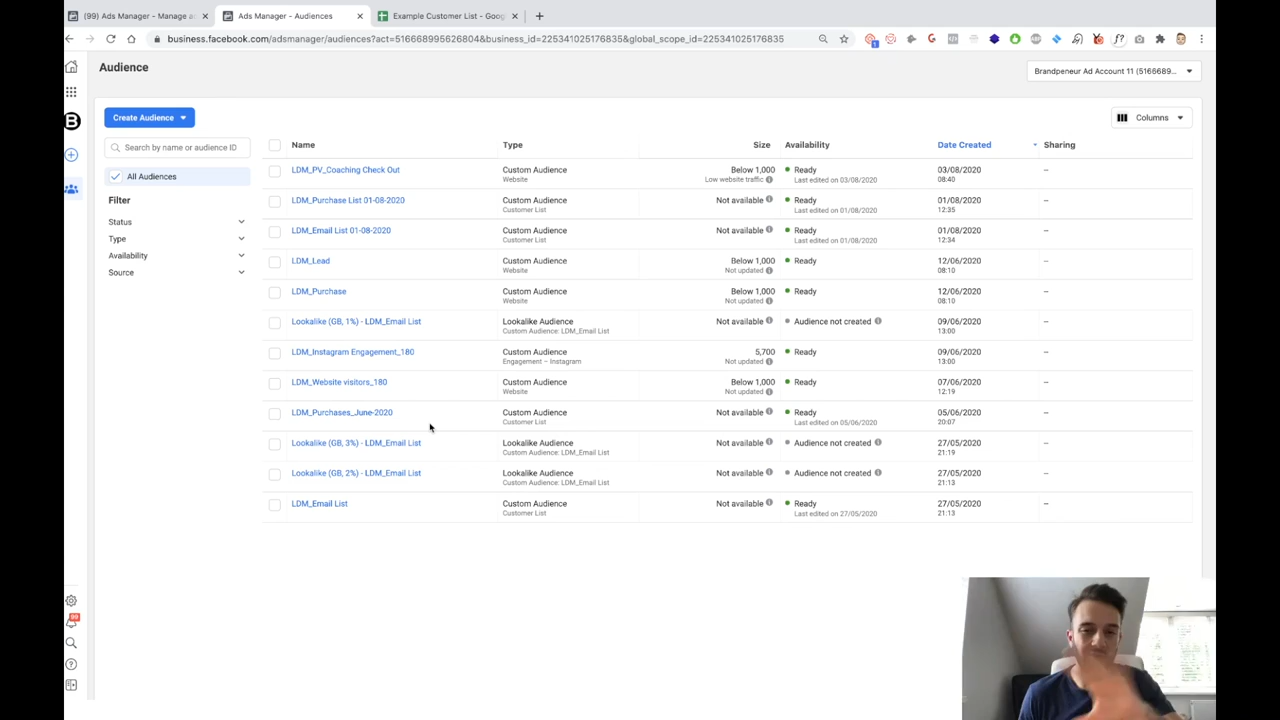 (99) Ads Manager - Manage a
Ads Manager - Audiences
Example Customer List - Goog
business.facebook.com/adsmanager/audiences?act=516668995626804&business_id=225341025176835&global_scope_id=225341025176835
Audience
Brandpeneur Ad Account 11 (5166689...
Create Audience
Columns
Search by name or audience ID
All Audiences
Filter
Status
Type
Availability
Source
Name Type Size Availability Date Created Sharing
LDM_PV_Coaching Check Out Custom Audience Below 1,000 Ready 03/08/2020 –
Website Low website traffic Last edited on 03/08/2020 08:40
LDM_Purchase List 01-08-2020 Custom Audience Not available Ready 01/08/2020 –
Customer List Last edited on 01/08/2020 12:35
LDM_Email List 01-08-2020 Custom Audience Not available Ready 01/08/2020 –
Customer List Last edited on 01/08/2020 12:34
LDM_Lead Custom Audience Below 1,000 Ready 12/06/2020 –
Website Not updated 08:10
LDM_Purchase Custom Audience Below 1,000 Ready 12/06/2020 –
Website Not updated 08:10
Lookalike (GB, 1%) - LDM_Email List Lookalike Audience Not available Audience not created 09/06/2020 –
Custom Audience: LDM_Email List 13:00
LDM_Instagram Engagement_180 Custom Audience 5,700 Ready 09/06/2020 –
Engagement – Instagram Not updated 13:00
LDM_Website visitors_180 Custom Audience Below 1,000 Ready 07/06/2020 –
Website Not updated 12:19
LDM_Purchases_June-2020 Custom Audience Not available Ready 05/06/2020 –
Customer List Last edited on 05/06/2020 20:07
Lookalike (GB, 3%) - LDM_Email List Lookalike Audience Not available Audience not created 27/05/2020 –
Custom Audience: LDM_Email List 21:19
Lookalike (GB, 2%) - LDM_Email List Lookalike Audience Not available Audience not created 27/05/2020 –
Custom Audience: LDM_Email List 21:13
LDM_Email List Custom Audience Not available Ready 27/05/2020 –
Customer List Last edited on 27/05/2020 21:13
99